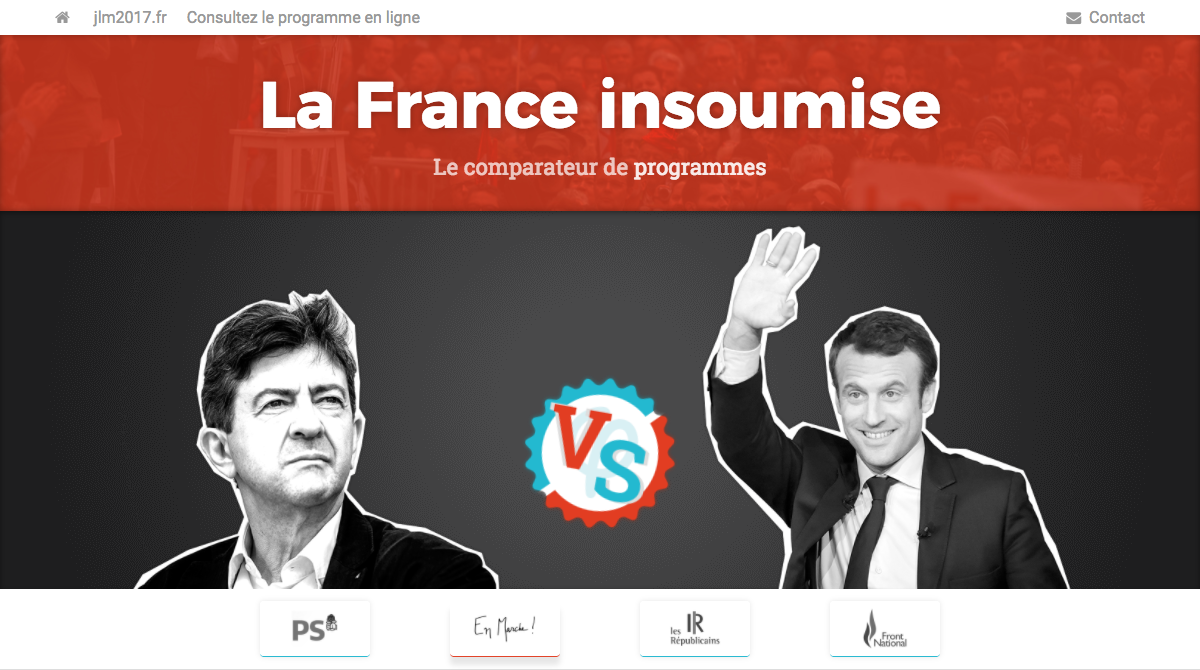 jlm2017.fr Consultez le programme en ligne Contact
La France insoumise
Le comparateur de programmes
VS
PS
En Marche !
les Républicains
Front National